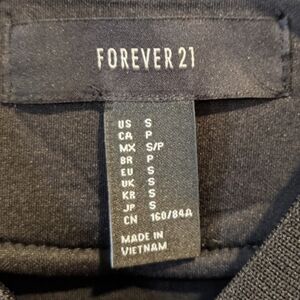 FOREVER 21
US S
CA P
MX S/P
BR P
EU S
UK S
KR S
JP S
CN 160/84A
MADE IN
VIETNAM